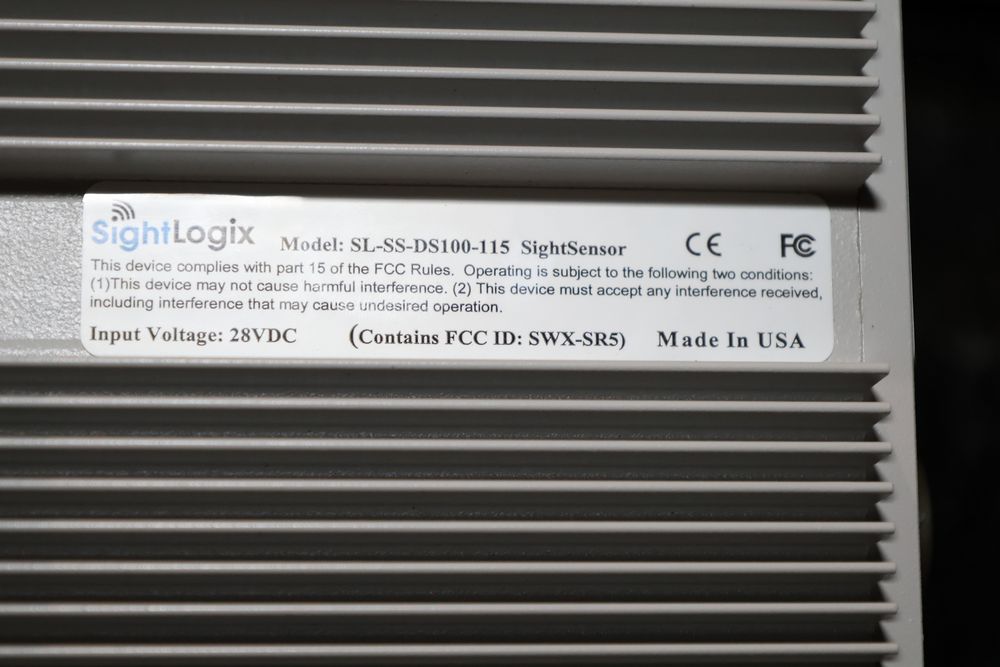 SightLogix Model: SL-SS-DS100-115 SightSensor CE FC
This device complies with part 15 of the FCC Rules. Operating is subject to the following two conditions:
(1)This device may not cause harmful interference. (2) This device must accept any interference received,
including interference that may cause undesired operation.
Input Voltage: 28VDC (Contains FCC ID: SWX-SR5) Made In USA